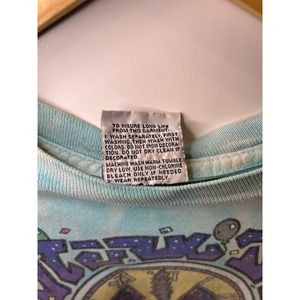 TO INSURE LONG LIFE
FROM THIS GARMENT
WASH SEPARATELY, FIRST
WASHING, THEN WASH WITH
COLORS. DO NOT IRON DECORA-
TION. DO NOT DRY CLEAN IF
DECORATED.
MACHINE WASH WARM TUMBLE
DRY LOW. USE NON-CHLORINE
BLEACH ONLY IF NEEDED
WEAR REPEATEDLY.